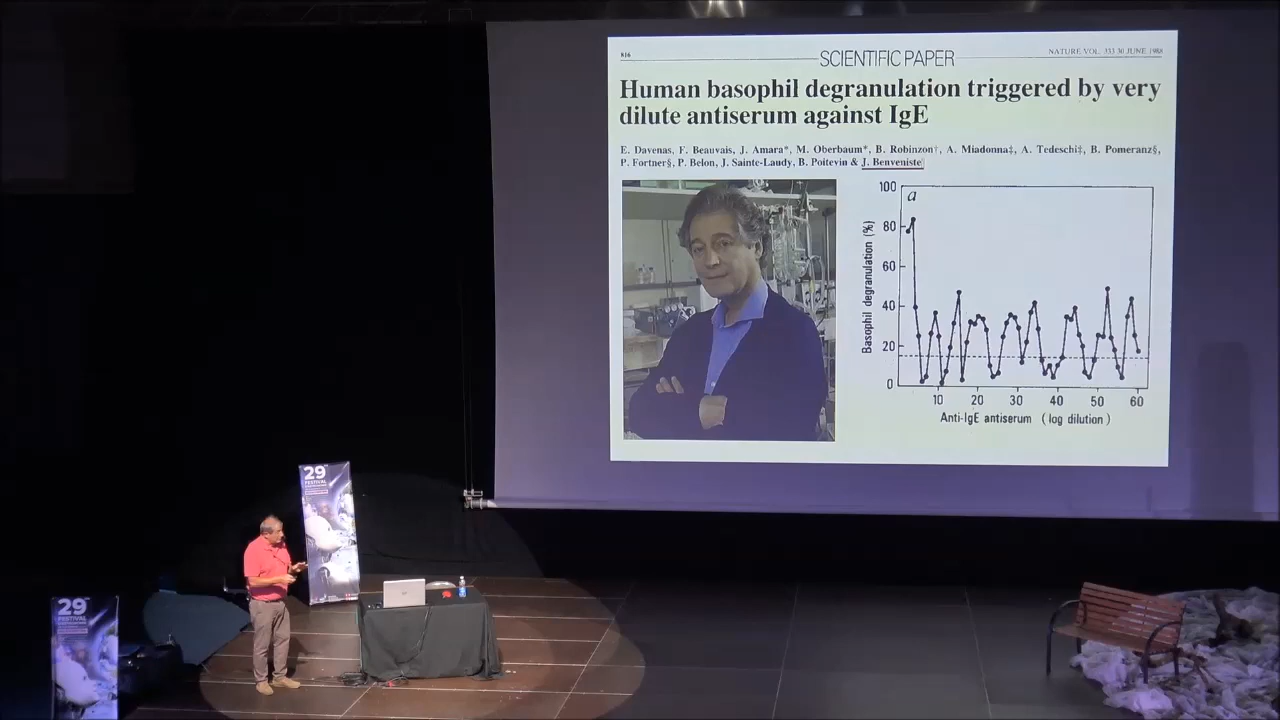 816
SCIENTIFIC PAPER
NATURE VOL. 333 30 JUNE 1988
Human basophil degranulation triggered by very
dilute antiserum against IgE
E. Davenas, F. Beauvais, J. Amara*, M. Oberbaum*, B. Robinzon†, A. Miadonna‡, A. Tedeschi‡, B. Pomeranz§,
P. Fortner§, P. Belon, J. Sainte-Laudy, B. Poitevin & J. Benveniste
a
100
80
60
40
20
0
Basophil degranulation (%)
10 20 30 40 50 60
Anti-IgE antiserum (log dilution)
29
FESTIVAL
29
FESTIVAL